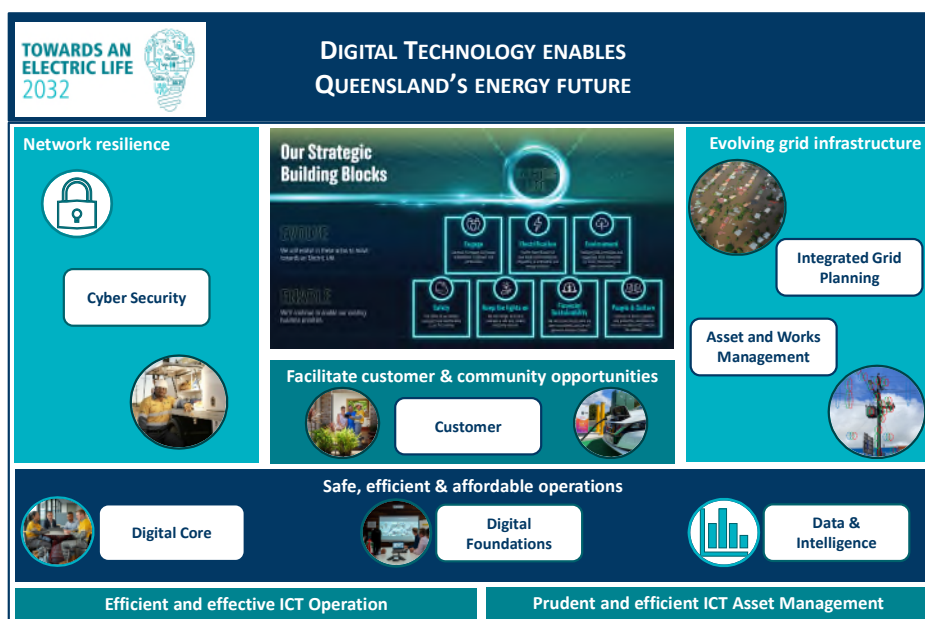 TOWARDS AN
ELECTRIC LIFE
2032
DIGITAL TECHNOLOGY ENABLES
QUEENSLAND'S ENERGY FUTURE
Network resilience
Cyber Security
Our Strategic
Building Blocks
EVOLVE
ENABLE
Engage
Electrification
Environment
Safety
Keep the lights on
Financial
Sustainability
People & Culture
Facilitate customer & community opportunities
Customer
Evolving grid infrastructure
Integrated Grid
Planning
Asset and Works
Management
Safe, efficient & affordable operations
Digital Core
Digital
Foundations
Data &
Intelligence
Efficient and effective ICT Operation
Prudent and efficient ICT Asset Management